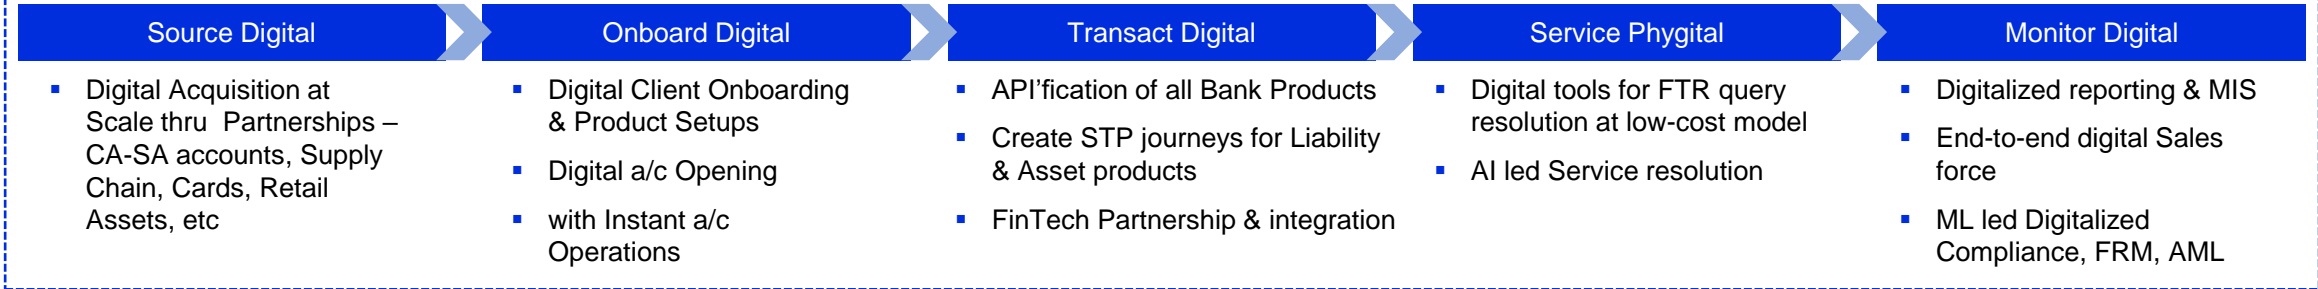 Source Digital
Digital Acquisition at
Scale thru Partnerships –
CA-SA accounts, Supply
Chain, Cards, Retail
Assets, etc
Onboard Digital
Digital Client Onboarding
& Product Setups
Digital a/c Opening
with Instant a/c
Operations
Transact Digital
API’fication of all Bank Products
Create STP journeys for Liability
& Asset products
FinTech Partnership & integration
Service Phygital
Digital tools for FTR query
resolution at low-cost model
AI led Service resolution
Monitor Digital
Digitalized reporting & MIS
End-to-end digital Sales
force
ML led Digitalized
Compliance, FRM, AML